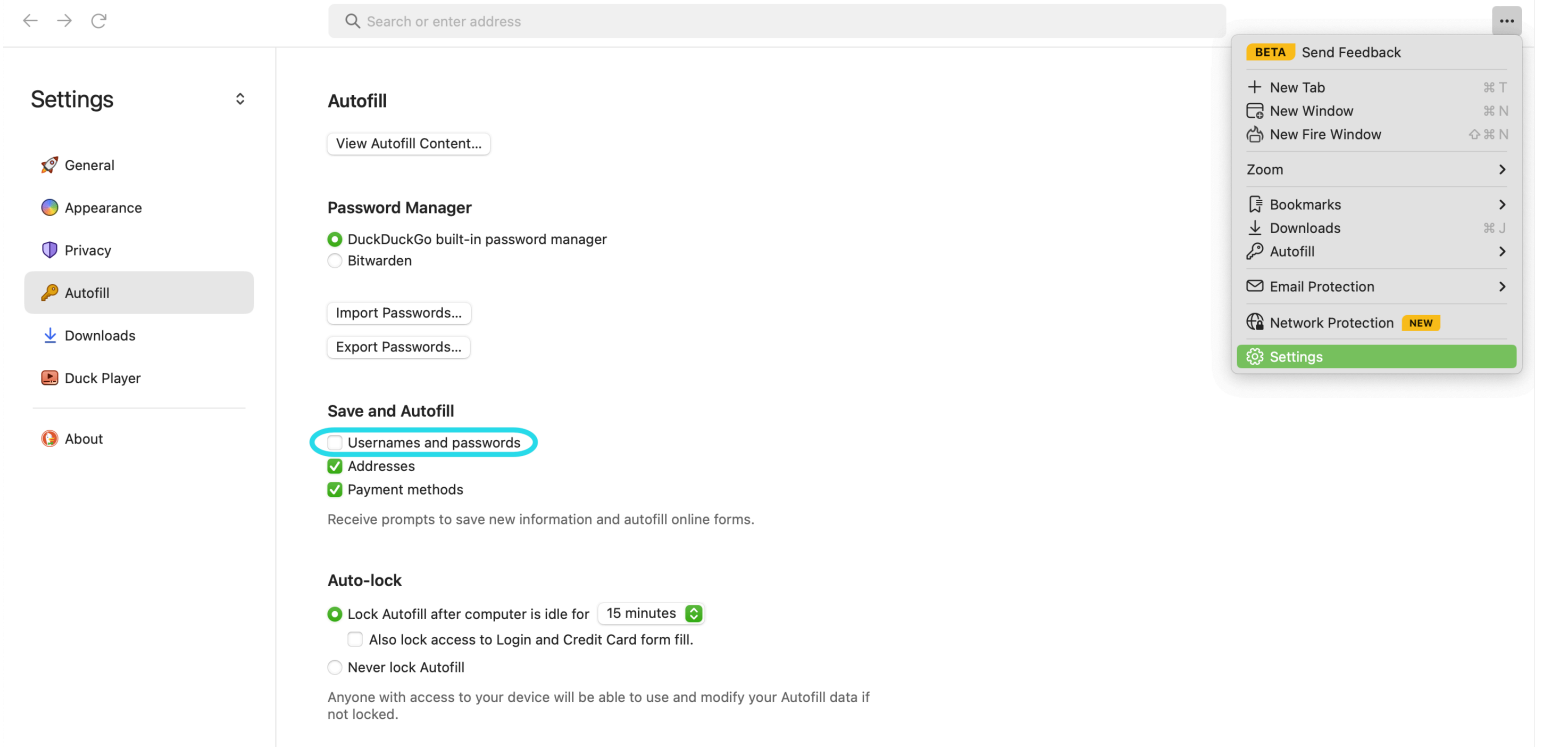 Search or enter address
Settings
General
Appearance
Privacy
Autofill
Downloads
Duck Player
About
Autofill
View Autofill Content...
Password Manager
DuckDuckGo built-in password manager
Bitwarden
Import Passwords...
Export Passwords...
Save and Autofill
Usernames and passwords
Addresses
Payment methods
Receive prompts to save new information and autofill online forms.
Auto-lock
Lock Autofill after computer is idle for 15 minutes
Also lock access to Login and Credit Card form fill.
Never lock Autofill
Anyone with access to your device will be able to use and modify your Autofill data if
not locked.
BETA Send Feedback
New Tab ⌘ T
New Window ⌘ N
New Fire Window ⇧ ⌘ N
Zoom
Bookmarks
Downloads ⌘ J
Autofill
Email Protection
Network Protection NEW
Settings